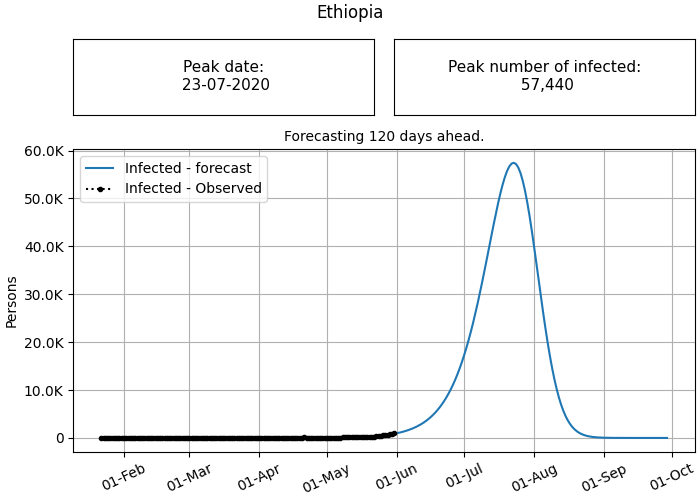 Ethiopia
Peak date:
23-07-2020
Peak number of infected:
57,440
Forecasting 120 days ahead.
60.0K
50.0K
40.0K
30.0K
20.0K
10.0K
0
Persons
Infected - forecast
Infected - Observed
01-Feb
01-Mar
01-Apr
01-May
01-Jun
01-Jul
01-Aug
01-Sep
01-Oct